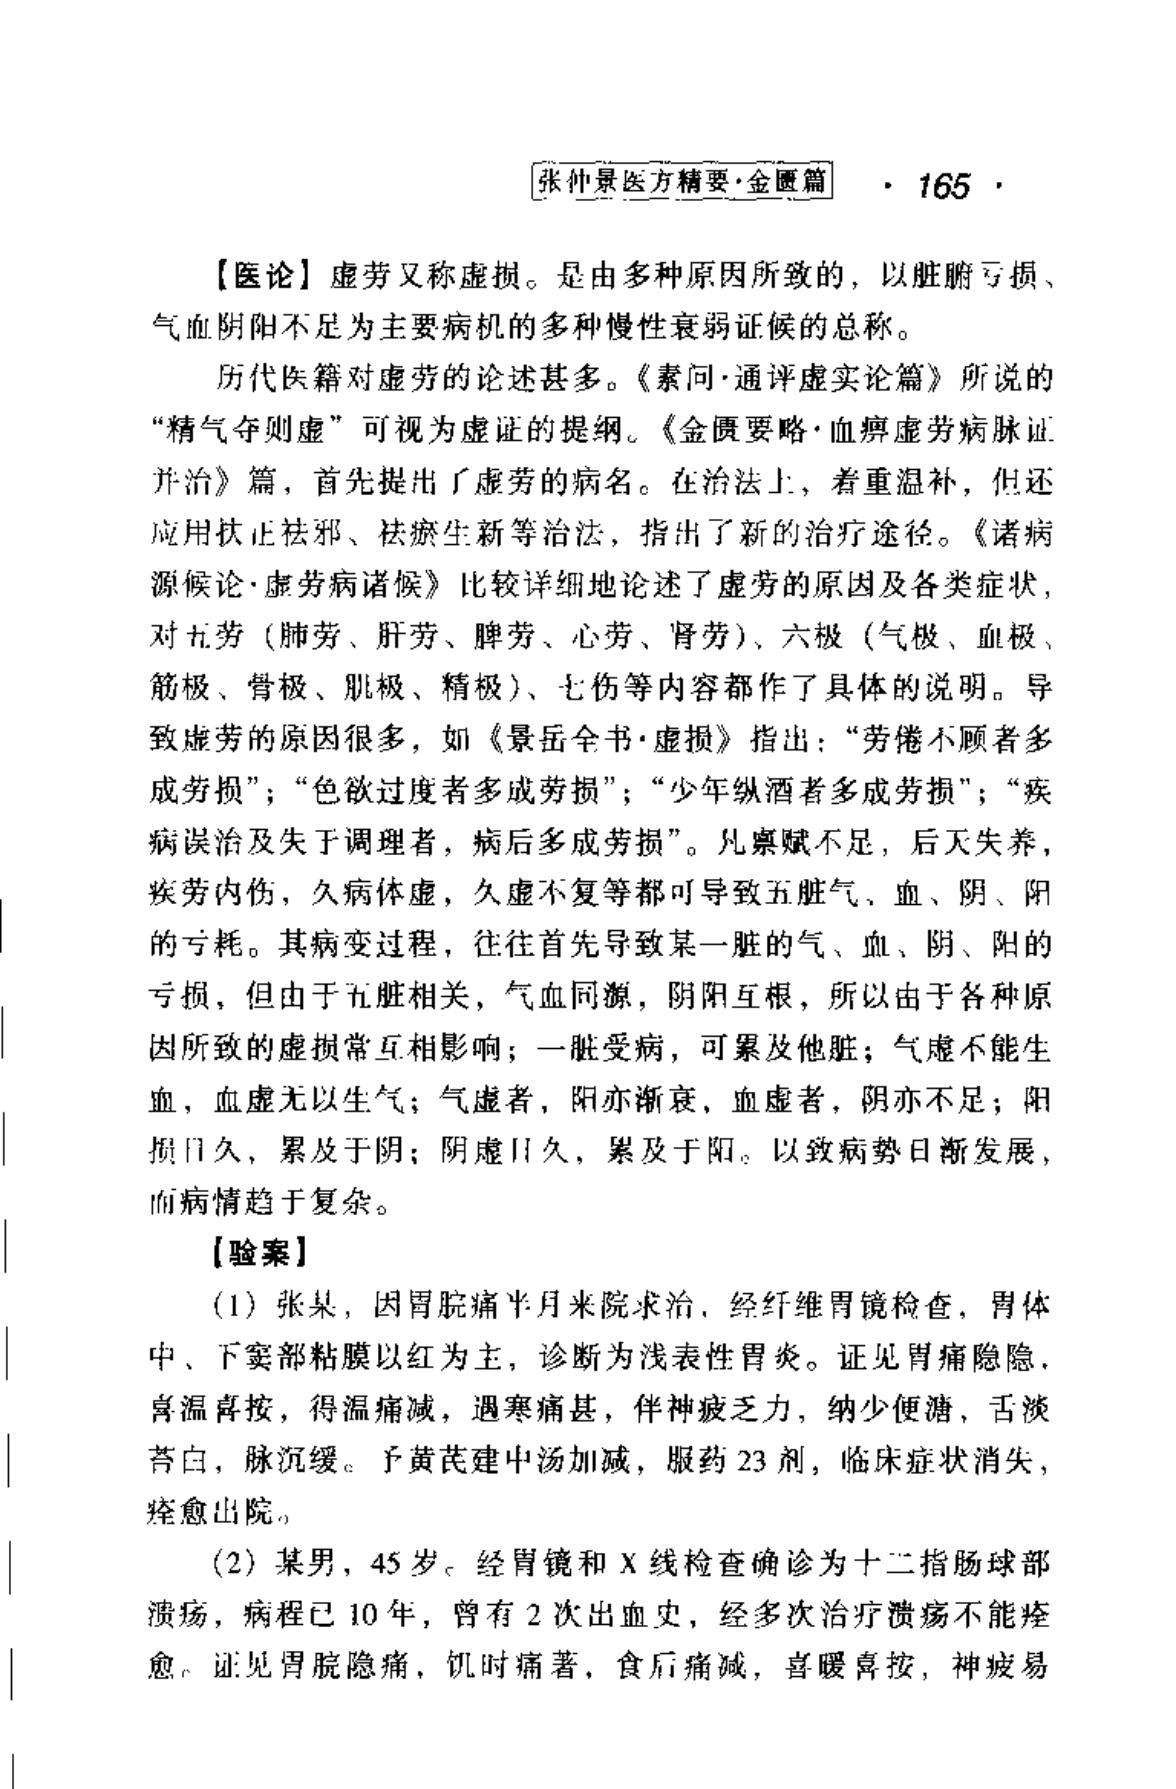 张仲景医方精要·金匮篇 · 165 ·
【医论】虚劳又称虚损。是由多种原因所致的，以脏腑亏损、
气血阴阳不足为主要病机的多种慢性衰弱证候的总称。
历代医籍对虚劳的论述甚多。《素问·通评虚实论篇》所说的
“精气夺则虚”可视为虚证的提纲。《金匮要略·血痹虚劳病脉证
并治》篇，首先提出了虚劳的病名。在治法上，着重温补，但还
应用扶正祛邪、祛瘀生新等治法，指出了新的治疗途径。《诸病
源候论·虚劳病诸候》比较详细地论述了虚劳的原因及各类症状，
对五劳（肺劳、肝劳、脾劳、心劳、肾劳）、六极（气极、血极、
筋极、骨极、肌极、精极）、七伤等内容都作了具体的说明。导
致虚劳的原因很多，如《景岳全书·虚损》指出：“劳倦不顾者多
成劳损”；“色欲过度者多成劳损”；“少年纵酒者多成劳损”；“疾
病误治及失于调理者，病后多成劳损”。凡禀赋不足，后天失养，
疾劳内伤，久病体虚，久虚不复等都可导致五脏气、血、阴、阳
的亏耗。其病变过程，往往首先导致某一脏的气、血、阴、阳的
亏损，但由于五脏相关，气血同源，阴阳互根，所以由于各种原
因所致的虚损常互相影响；一脏受病，可累及他脏；气虚不能生
血，血虚无以生气；气虚者，阳亦渐衰，血虚者，阴亦不足；阳
损日久，累及于阴；阴虚日久，累及于阳。以致病势日渐发展，
而病情趋于复杂。
【验案】
（1）张某，因胃脘痛半月来院求治，经纤维胃镜检查，胃体
中、下窦部粘膜以红为主，诊断为浅表性胃炎。证见胃痛隐隐，
喜温喜按，得温痛减，遇寒痛甚，伴神疲乏力，纳少便溏，舌淡
苔白，脉沉缓。予黄芪建中汤加减，服药 23 剂，临床症状消失，
痊愈出院。
（2）某男，45 岁。经胃镜和 X 线检查确诊为十二指肠球部
溃疡，病程已 10 年，曾有 2 次出血史，经多次治疗溃疡不能痊
愈。证见胃脘隐痛，饥时痛著，食后痛减，喜暖喜按，神疲易